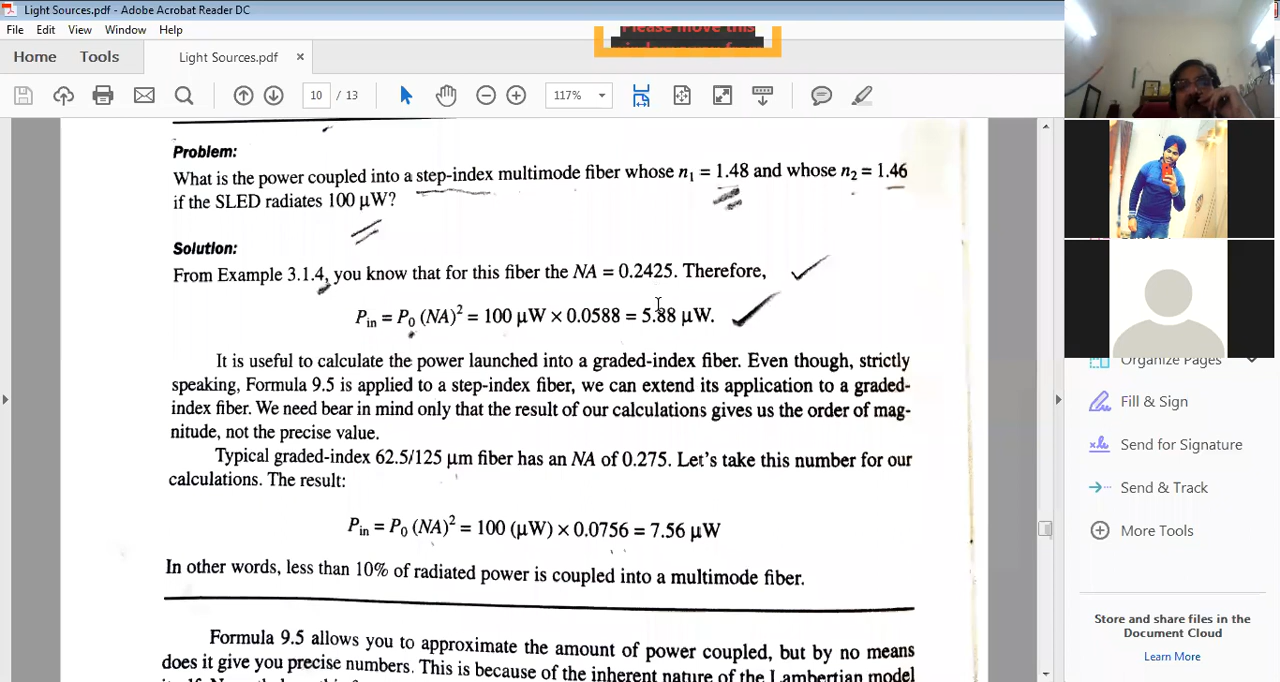 Light Sources.pdf - Adobe Acrobat Reader DC
File Edit View Window Help
Please move this
Home Tools Light Sources.pdf ×
10 / 13 117%
Problem:
What is the power coupled into a step-index multimode fiber whose n₁ = 1.48 and whose n₂ = 1.46
if the SLED radiates 100 μW?
Solution:
From Example 3.1.4, you know that for this fiber the NA = 0.2425. Therefore,
Pin = P₀ (NA)² = 100 μW × 0.0588 = 5.88 μW.
It is useful to calculate the power launched into a graded-index fiber. Even though, strictly
speaking, Formula 9.5 is applied to a step-index fiber, we can extend its application to a graded-
index fiber. We need bear in mind only that the result of our calculations gives us the order of mag-
nitude, not the precise value.
Typical graded-index 62.5/125 μm fiber has an NA of 0.275. Let's take this number for our
calculations. The result:
Pin = P₀ (NA)² = 100 (μW) × 0.0756 = 7.56 μW
In other words, less than 10% of radiated power is coupled into a multimode fiber.
Formula 9.5 allows you to approximate the amount of power coupled, but by no means
does it give you precise numbers. This is because of the inherent nature of the Lambertian model
Organize Pages
Fill & Sign
Send for Signature
Send & Track
More Tools
Store and share files in the
Document Cloud
Learn More